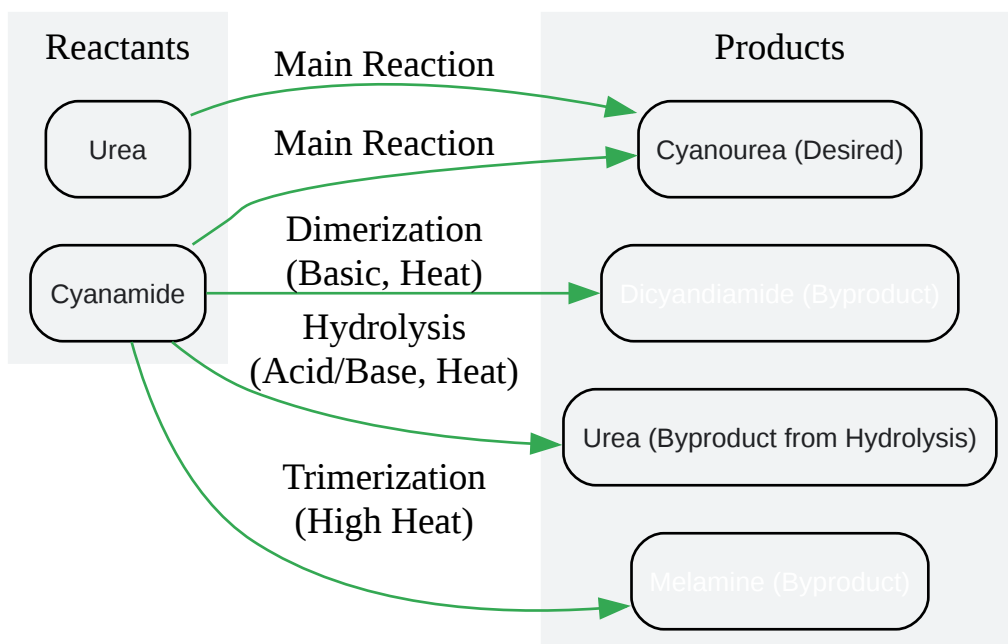 Reactants
Products
Main Reaction
Urea
Cyanourea (Desired)
Main Reaction
Cyanamide
Dimerization
(Basic, Heat)
Dicyandiamide (Byproduct)
Hydrolysis
(Acid/Base, Heat)
Urea (Byproduct from Hydrolysis)
Trimerization
(High Heat)
Melamine (Byproduct)